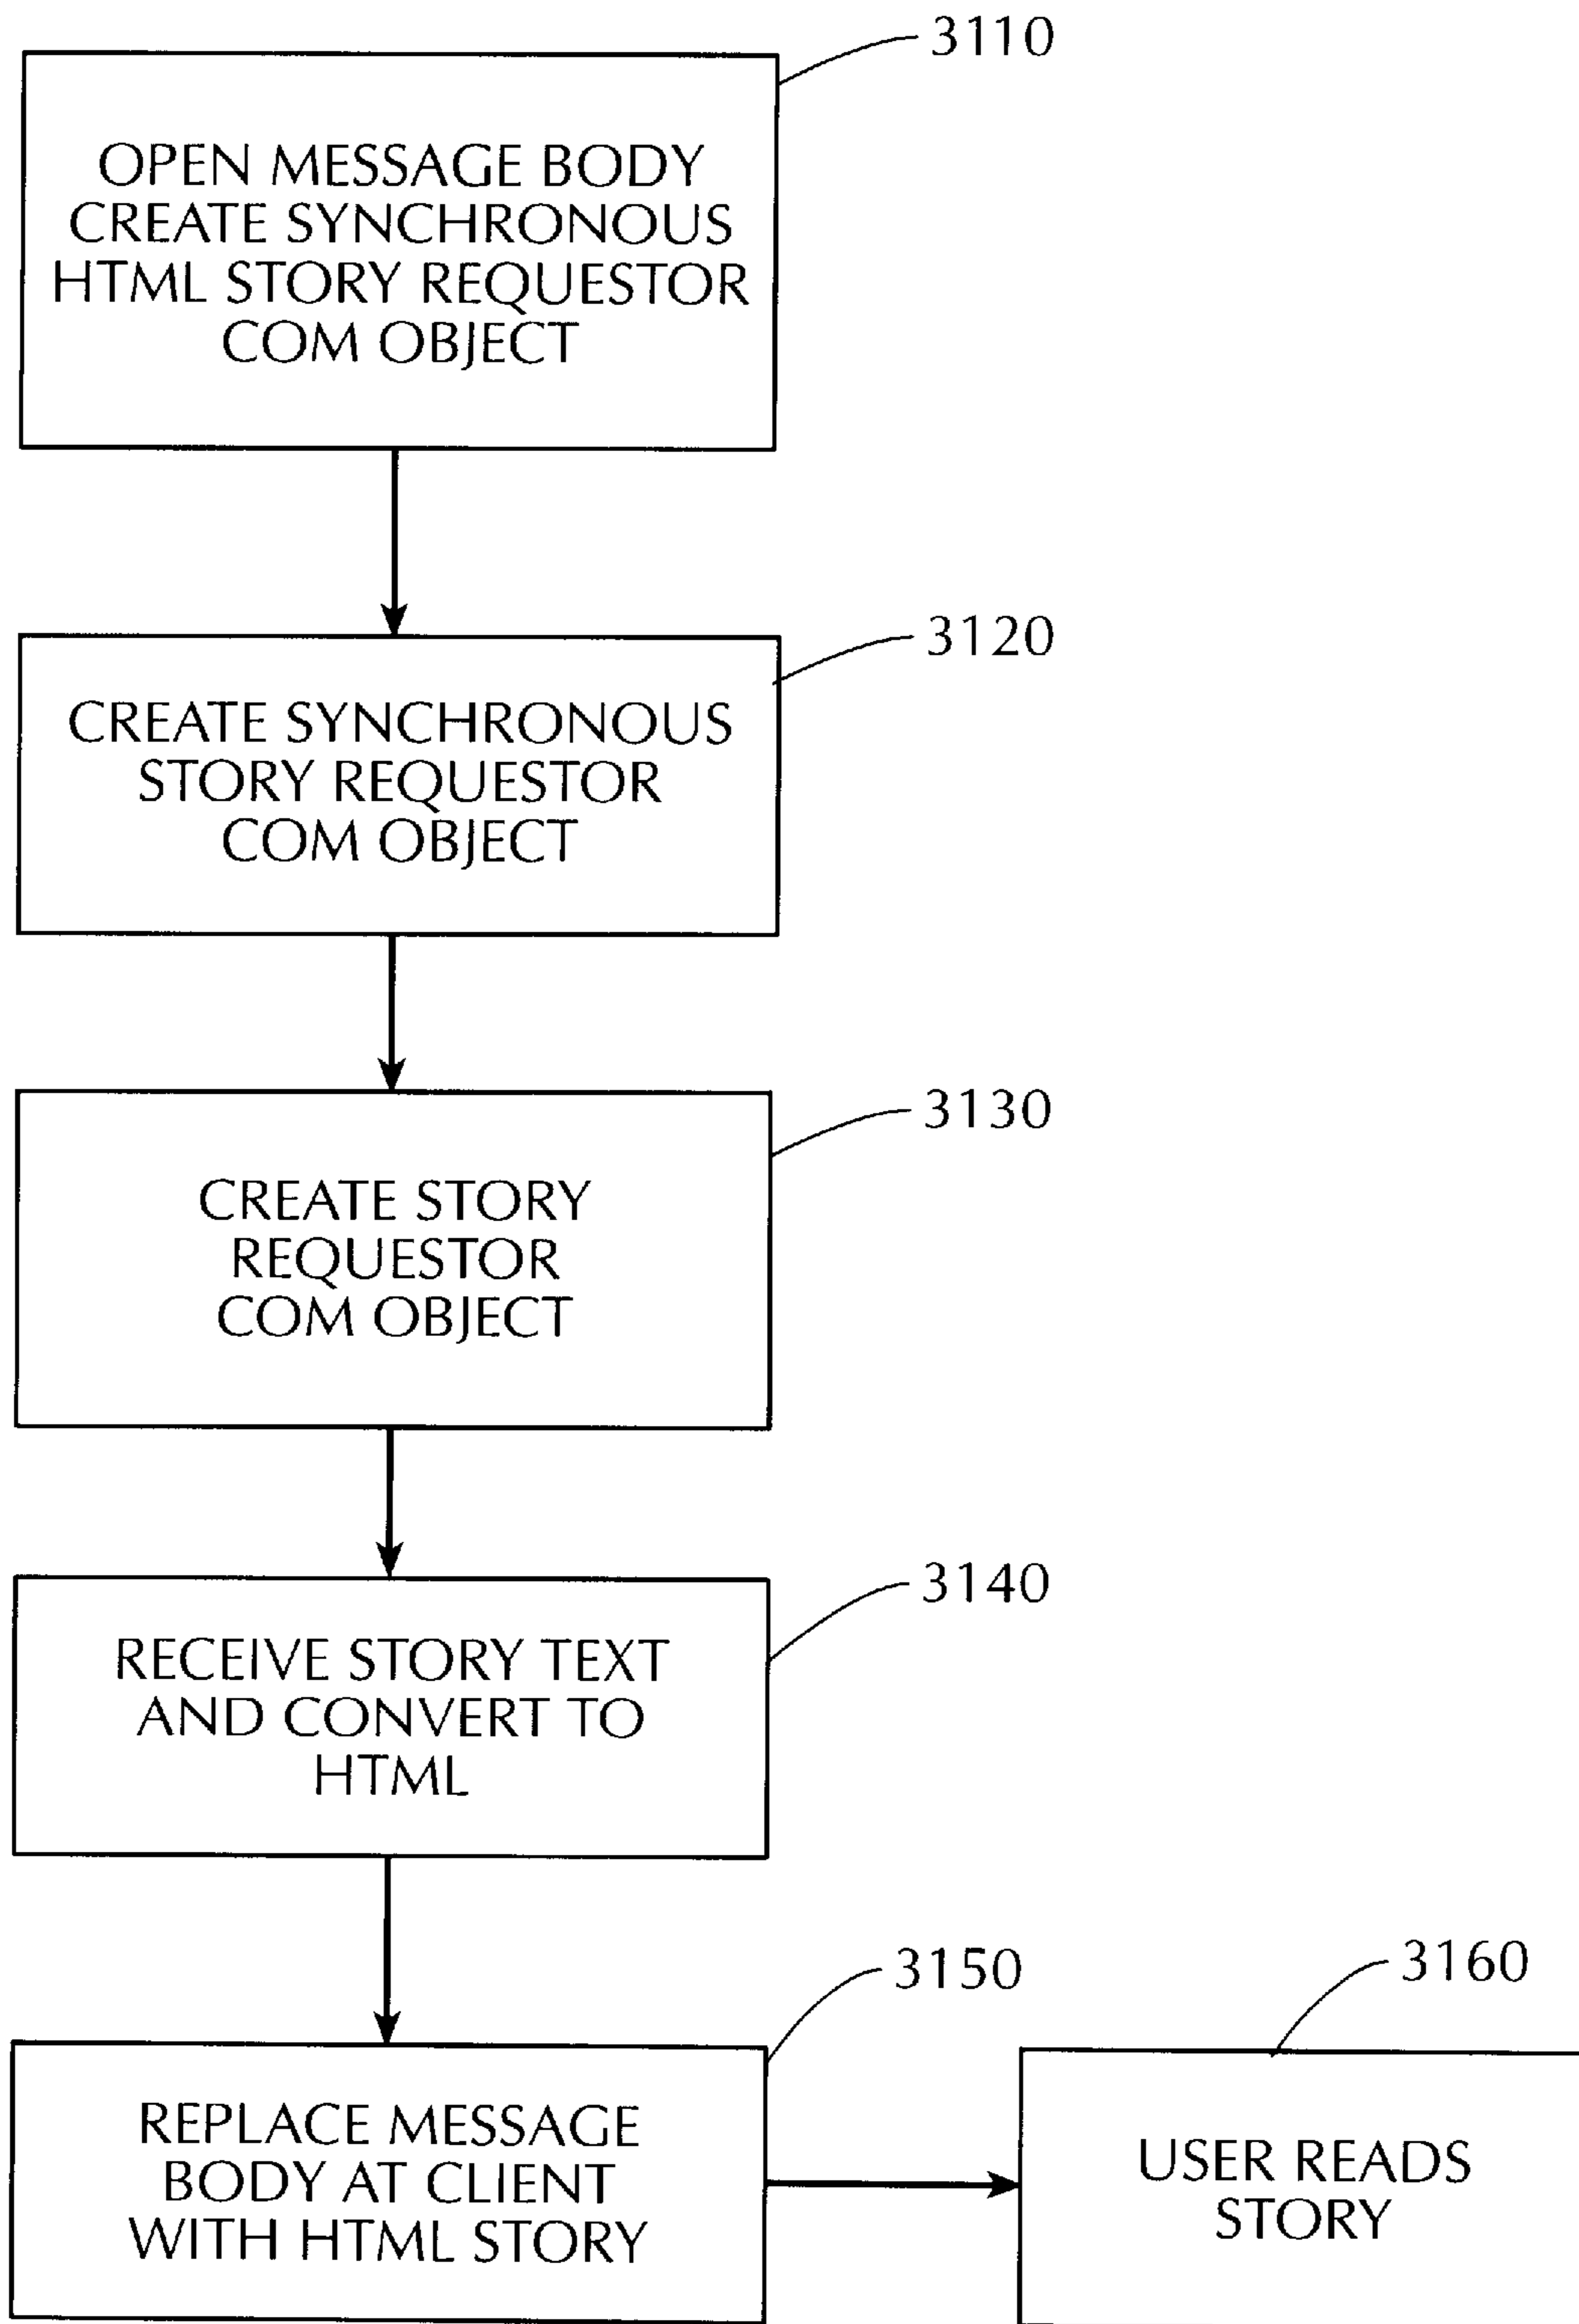 3110
OPEN MESSAGE BODY
CREATE SYNCHRONOUS
HTML STORY REQUESTOR
COM OBJECT
3120
CREATE SYNCHRONOUS
STORY REQUESTOR
COM OBJECT
3130
CREATE STORY
REQUESTOR
COM OBJECT
3140
RECEIVE STORY TEXT
AND CONVERT TO
HTML
3150
REPLACE MESSAGE
BODY AT CLIENT
WITH HTML STORY
3160
USER READS
STORY